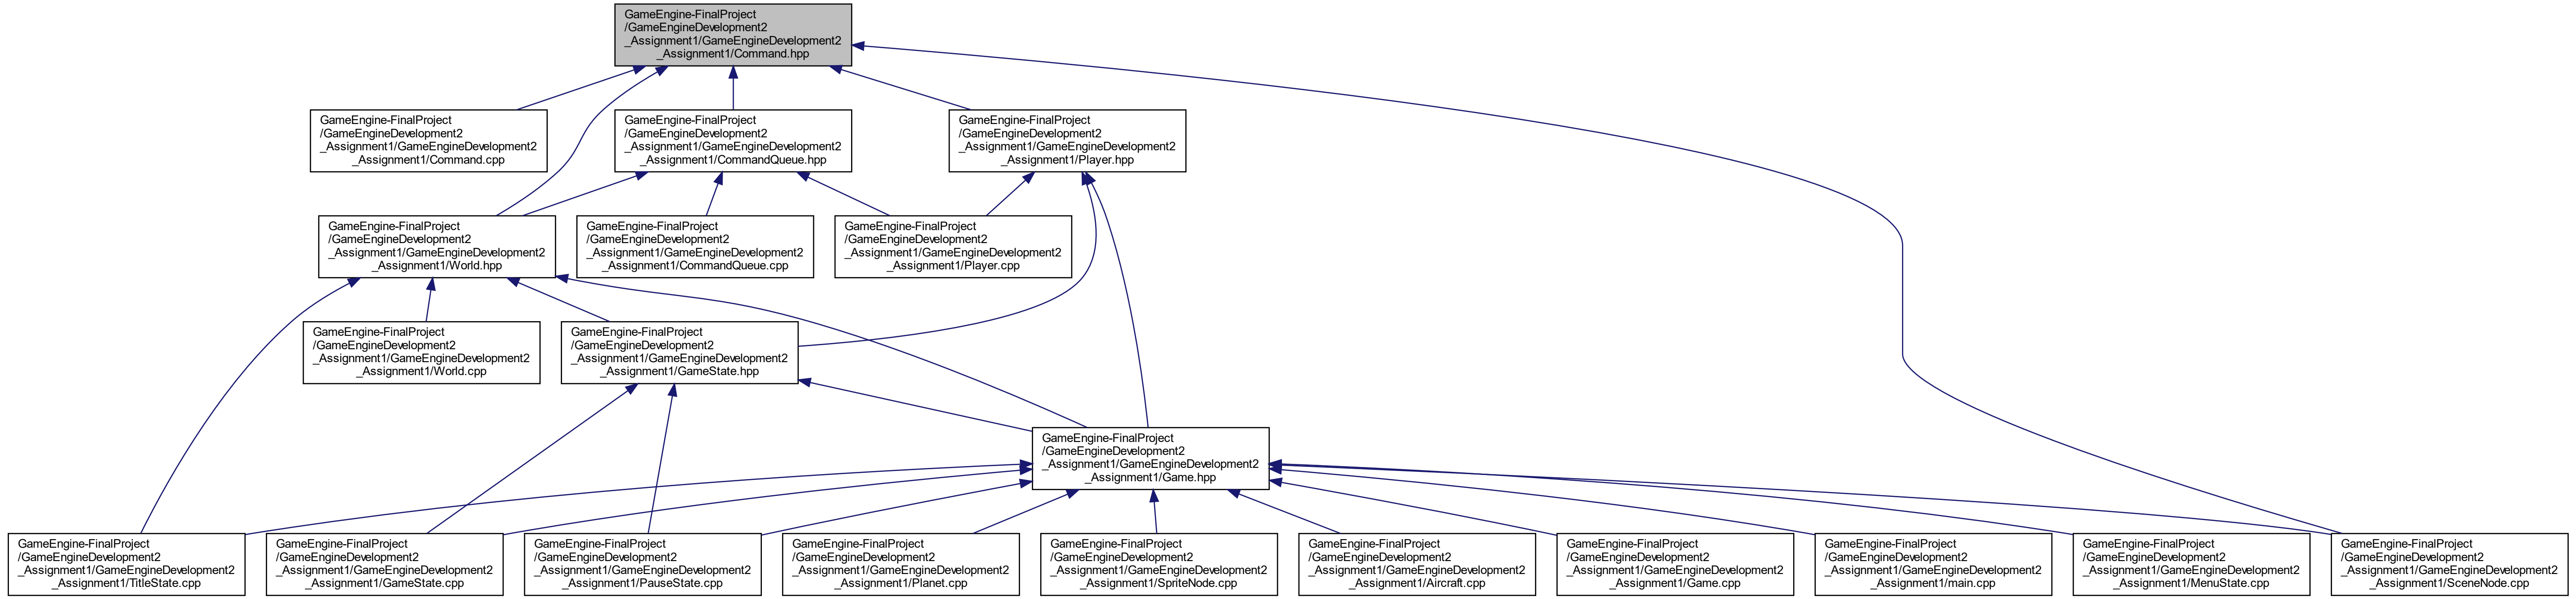 GameEngine-FinalProject
/GameEngineDevelopment2
_Assignment1/GameEngineDevelopment2
_Assignment1/Command.hpp
GameEngine-FinalProject
/GameEngineDevelopment2
_Assignment1/GameEngineDevelopment2
_Assignment1/Command.cpp
GameEngine-FinalProject
/GameEngineDevelopment2
_Assignment1/GameEngineDevelopment2
_Assignment1/CommandQueue.hpp
GameEngine-FinalProject
/GameEngineDevelopment2
_Assignment1/GameEngineDevelopment2
_Assignment1/Player.hpp
GameEngine-FinalProject
/GameEngineDevelopment2
_Assignment1/GameEngineDevelopment2
_Assignment1/World.hpp
GameEngine-FinalProject
/GameEngineDevelopment2
_Assignment1/GameEngineDevelopment2
_Assignment1/CommandQueue.cpp
GameEngine-FinalProject
/GameEngineDevelopment2
_Assignment1/GameEngineDevelopment2
_Assignment1/Player.cpp
GameEngine-FinalProject
/GameEngineDevelopment2
_Assignment1/GameEngineDevelopment2
_Assignment1/World.cpp
GameEngine-FinalProject
/GameEngineDevelopment2
_Assignment1/GameEngineDevelopment2
_Assignment1/GameState.hpp
GameEngine-FinalProject
/GameEngineDevelopment2
_Assignment1/GameEngineDevelopment2
_Assignment1/Game.hpp
GameEngine-FinalProject
/GameEngineDevelopment2
_Assignment1/GameEngineDevelopment2
_Assignment1/TitleState.cpp
GameEngine-FinalProject
/GameEngineDevelopment2
_Assignment1/GameEngineDevelopment2
_Assignment1/GameState.cpp
GameEngine-FinalProject
/GameEngineDevelopment2
_Assignment1/GameEngineDevelopment2
_Assignment1/PauseState.cpp
GameEngine-FinalProject
/GameEngineDevelopment2
_Assignment1/GameEngineDevelopment2
_Assignment1/Planet.cpp
GameEngine-FinalProject
/GameEngineDevelopment2
_Assignment1/GameEngineDevelopment2
_Assignment1/SpriteNode.cpp
GameEngine-FinalProject
/GameEngineDevelopment2
_Assignment1/GameEngineDevelopment2
_Assignment1/Aircraft.cpp
GameEngine-FinalProject
/GameEngineDevelopment2
_Assignment1/GameEngineDevelopment2
_Assignment1/Game.cpp
GameEngine-FinalProject
/GameEngineDevelopment2
_Assignment1/GameEngineDevelopment2
_Assignment1/main.cpp
GameEngine-FinalProject
/GameEngineDevelopment2
_Assignment1/GameEngineDevelopment2
_Assignment1/MenuState.cpp
GameEngine-FinalProject
/GameEngineDevelopment2
_Assignment1/GameEngineDevelopment2
_Assignment1/SceneNode.cpp